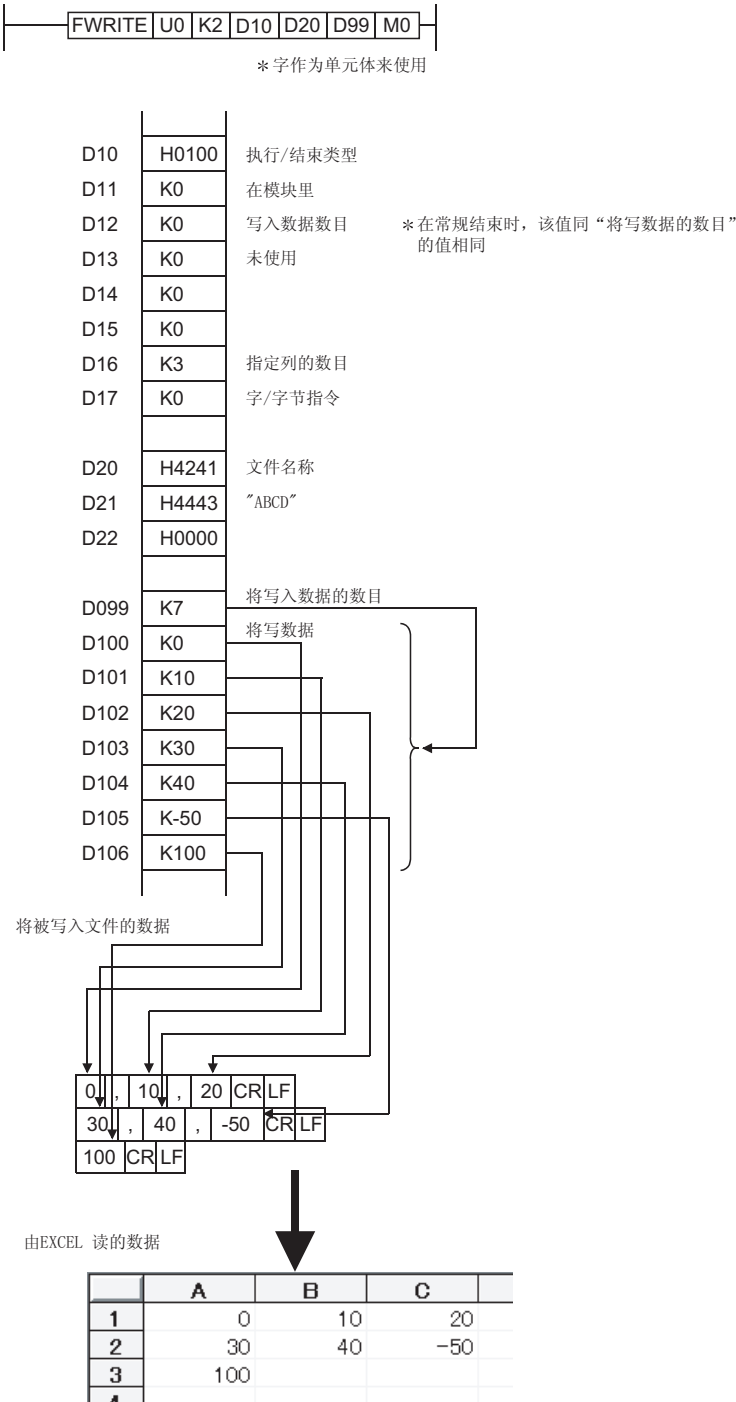 FWRITE U0 K2 D10 D20 D99 M0
*字作为单元体来使用
D10 H0100 执行/结束类型
D11 K0 在模块里
D12 K0 写入数据数目 *在常规结束时，该值同“将写数据的数目”
的值相同
D13 K0 未使用
D14 K0
D15 K0
D16 K3 指定列的数目
D17 K0 字/字节指令
D20 H4241 文件名称
D21 H4443 "ABCD"
D22 H0000
D099 K7 将写入数据的数目
D100 K0 将写数据
D101 K10
D102 K20
D103 K30
D104 K40
D105 K-50
D106 K100
将被写入文件的数据
0 , 10 , 20 CR LF
30 , 40 , -50 CR LF
100 CR LF
由EXCEL 读的数据
A B C
1 0 10 20
2 30 40 -50
3 100